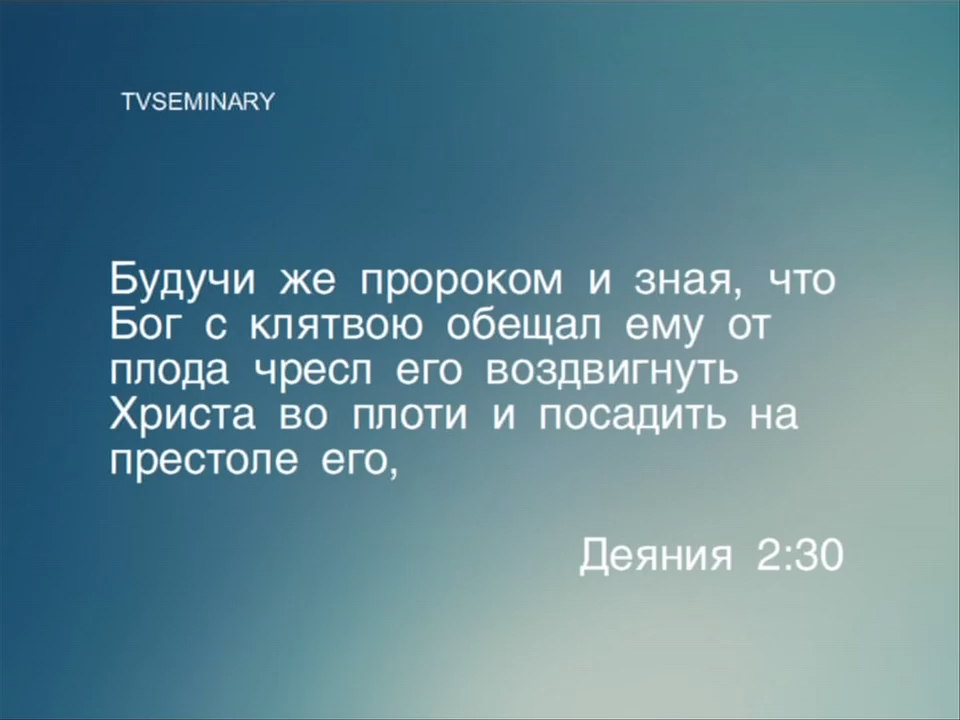 TVSEMINARY
Будучи же пророком и зная, что
Бог с клятвою обещал ему от
плода чресл его воздвигнуть
Христа во плоти и посадить на
престоле его,
Деяния 2:30